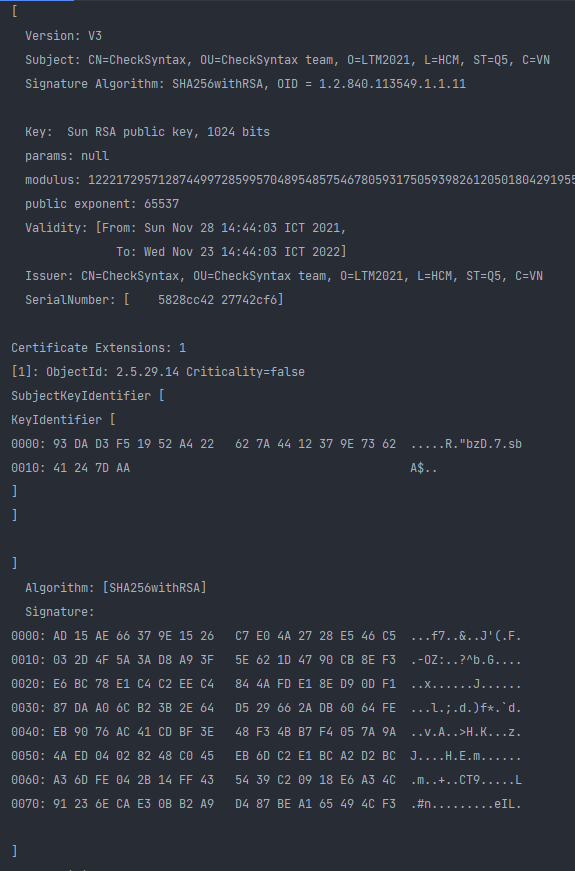 [
Version: V3
Subject: CN=CheckSyntax, OU=CheckSyntax team, O=LTM2021, L=HCM, ST=Q5, C=VN
Signature Algorithm: SHA256withRSA, OID = 1.2.840.113549.1.1.11
Key:  Sun RSA public key, 1024 bits
params: null
modulus: 1222172957128744997285995704895485754678059317505939826120501804291955
public exponent: 65537
Validity: [From: Sun Nov 28 14:44:03 ICT 2021,
To: Wed Nov 23 14:44:03 ICT 2022]
Issuer: CN=CheckSyntax, OU=CheckSyntax team, O=LTM2021, L=HCM, ST=Q5, C=VN
SerialNumber: [    5828cc42 27742cf6]
Certificate Extensions: 1
[1]: ObjectId: 2.5.29.14 Criticality=false
SubjectKeyIdentifier [
KeyIdentifier [
0000: 93 DA D3 F5 19 52 A4 22   62 7A 44 12 37 9E 73 62  .....R."bzD.7.sb
0010: 41 24 7D AA                                        A$..
]
]
]
Algorithm: [SHA256withRSA]
Signature:
0000: AD 15 AE 66 37 9E 15 26   C7 E0 4A 27 28 E5 46 C5  ...f7..&..J'(.F.
0010: 03 2D 4F 5A 3A D8 A9 3F   5E 62 1D 47 90 CB 8E F3  .-OZ:..?^b.G....
0020: E6 BC 78 E1 C4 C2 EE C4   84 4A FD E1 8E D9 0D F1  ..x......J......
0030: 87 DA A0 6C B2 3B 2E 64   D5 29 66 2A DB 60 64 FE  ...l.;.d.)f*.`d.
0040: EB 90 76 AC 41 CD BF 3E   48 F3 4B B7 F4 05 7A 9A  ..v.A..>H.K...z.
0050: 4A ED 04 02 82 48 C0 45   EB 6D C2 E1 BC A2 D2 BC  J....H.E.m......
0060: A3 6D FE 04 2B 14 FF 43   54 39 C2 09 18 E6 A3 4C  .m..+..CT9.....L
0070: 91 23 6E CA E3 0B B2 A9   D4 87 BE A1 65 49 4C F3  .#n.........eIL.
]